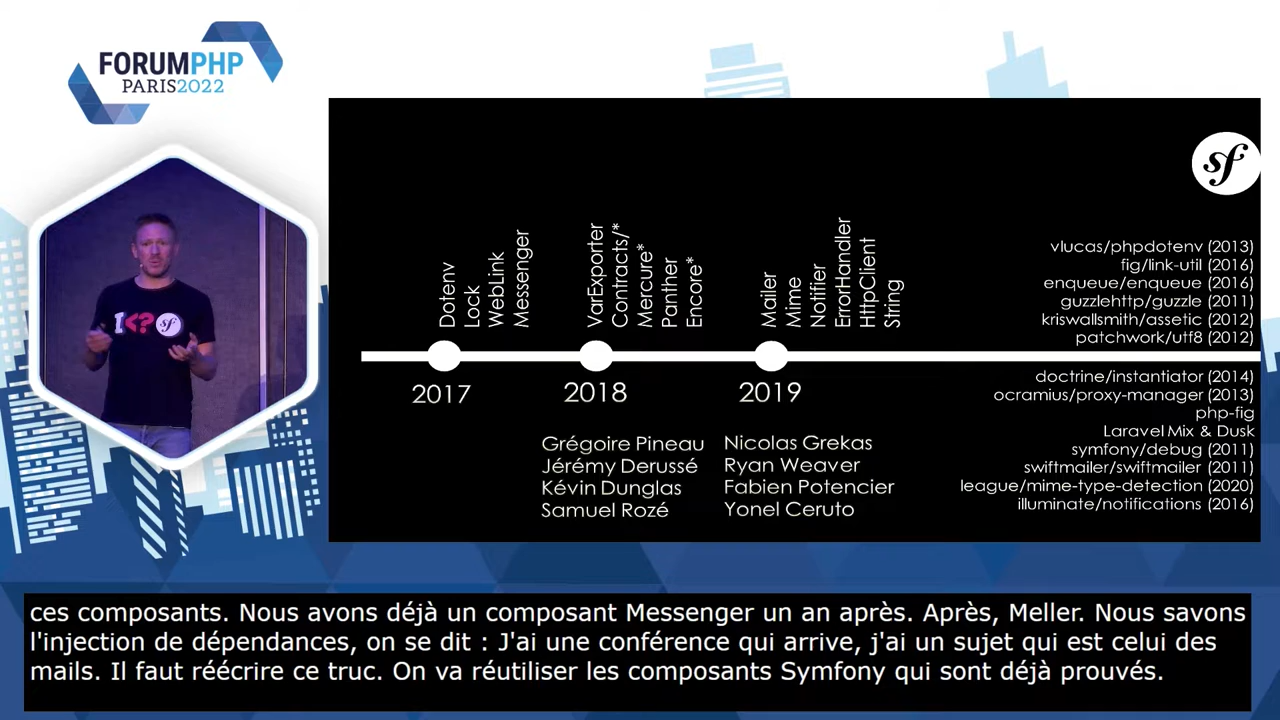 FORUMPHP
PARIS2022
I <? sf
sf
Dotenv
Lock
WebLink
Messenger
VarExporter
Contracts/*
Mercure*
Panther
Encore*
Mailer
Mime
Notifier
ErrorHandler
HttpClient
String
vlucas/phpdotenv (2013)
fig/link-util (2016)
enqueue/enqueue (2016)
guzzlehttp/guzzle (2011)
kriswallsmith/assetic (2012)
patchwork/utf8 (2012)
2017
2018
2019
Grégoire Pineau
Jérémy Derussé
Kévin Dunglas
Samuel Rozé
Nicolas Grekas
Ryan Weaver
Fabien Potencier
Yonel Ceruto
doctrine/instantiator (2014)
ocramius/proxy-manager (2013)
php-fig
Laravel Mix & Dusk
symfony/debug (2011)
swiftmailer/swiftmailer (2011)
league/mime-type-detection (2020)
illuminate/notifications (2016)
ces composants. Nous avons déjà un composant Messenger un an après. Après, Meller. Nous savons
l'injection de dépendances, on se dit : J'ai une conférence qui arrive, j'ai un sujet qui est celui des
mails. Il faut réécrire ce truc. On va réutiliser les composants Symfony qui sont déjà prouvés.